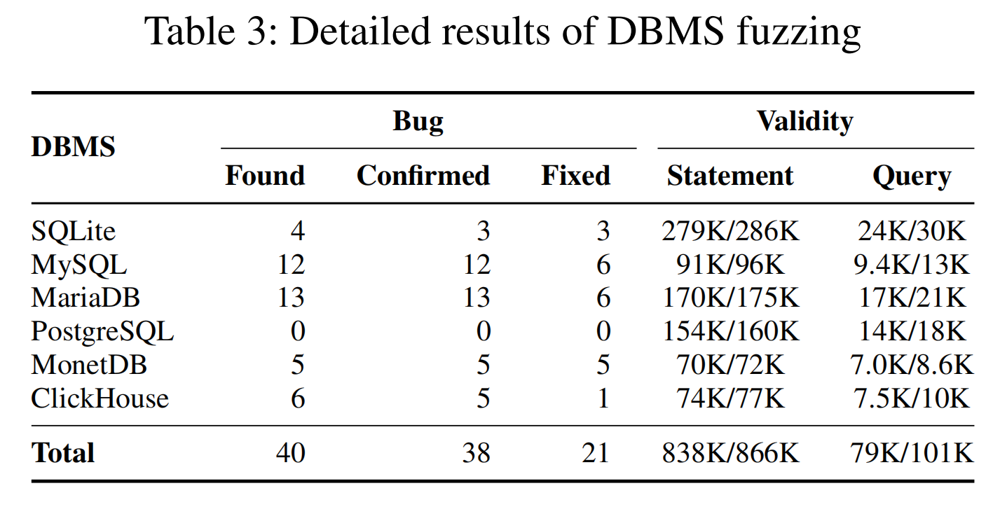 Table 3: Detailed results of DBMS fuzzing
DBMS Bug Validity
Found Confirmed Fixed Statement Query
SQLite 4 3 3 279K/286K 24K/30K
MySQL 12 12 6 91K/96K 9.4K/13K
MariaDB 13 13 6 170K/175K 17K/21K
PostgreSQL 0 0 0 154K/160K 14K/18K
MonetDB 5 5 5 70K/72K 7.0K/8.6K
ClickHouse 6 5 1 74K/77K 7.5K/10K
Total 40 38 21 838K/866K 79K/101K